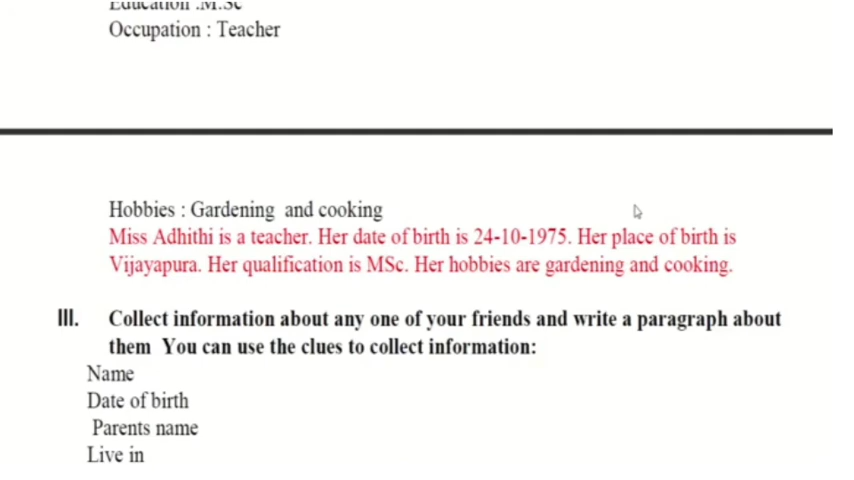 Education :M.Sc
Occupation : Teacher
Hobbies : Gardening and cooking
Miss Adhithi is a teacher. Her date of birth is 24-10-1975. Her place of birth is
Vijayapura. Her qualification is MSc. Her hobbies are gardening and cooking.
III. Collect information about any one of your friends and write a paragraph about
them You can use the clues to collect information:
Name
Date of birth
Parents name
Live in